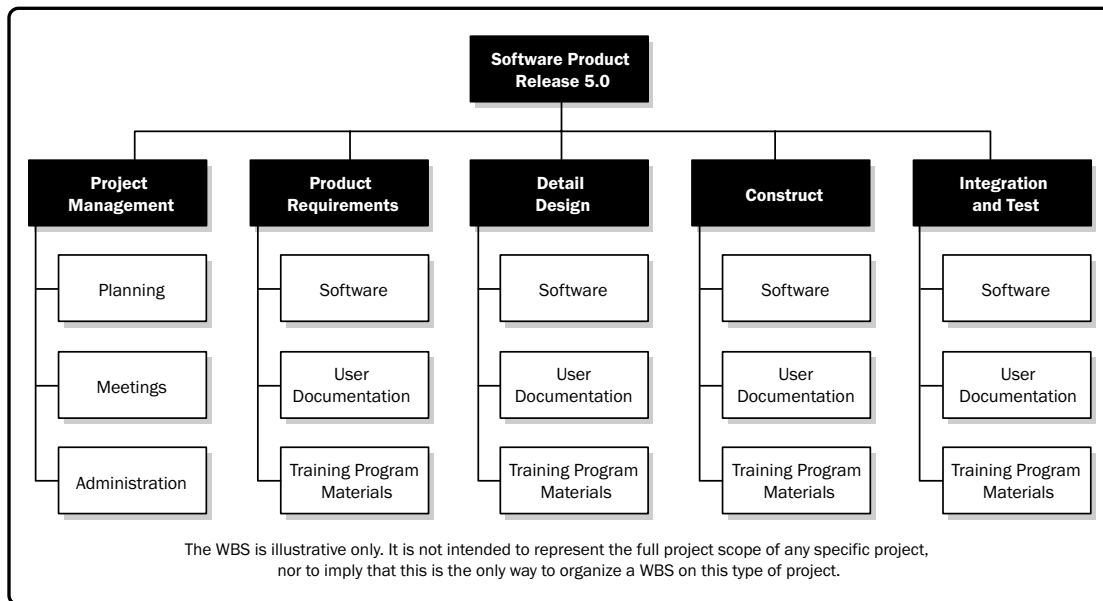 Software Product
Release 5.0
Project
Management
Product
Requirements
Detail
Design
Construct
Integration
and Test
Planning
Software
Software
Software
Software
Meetings
User
Documentation
User
Documentation
User
Documentation
User
Documentation
Administration
Training Program
Materials
Training Program
Materials
Training Program
Materials
Training Program
Materials
The WBS is illustrative only. It is not intended to represent the full project scope of any specific project,
nor to imply that this is the only way to organize a WBS on this type of project.